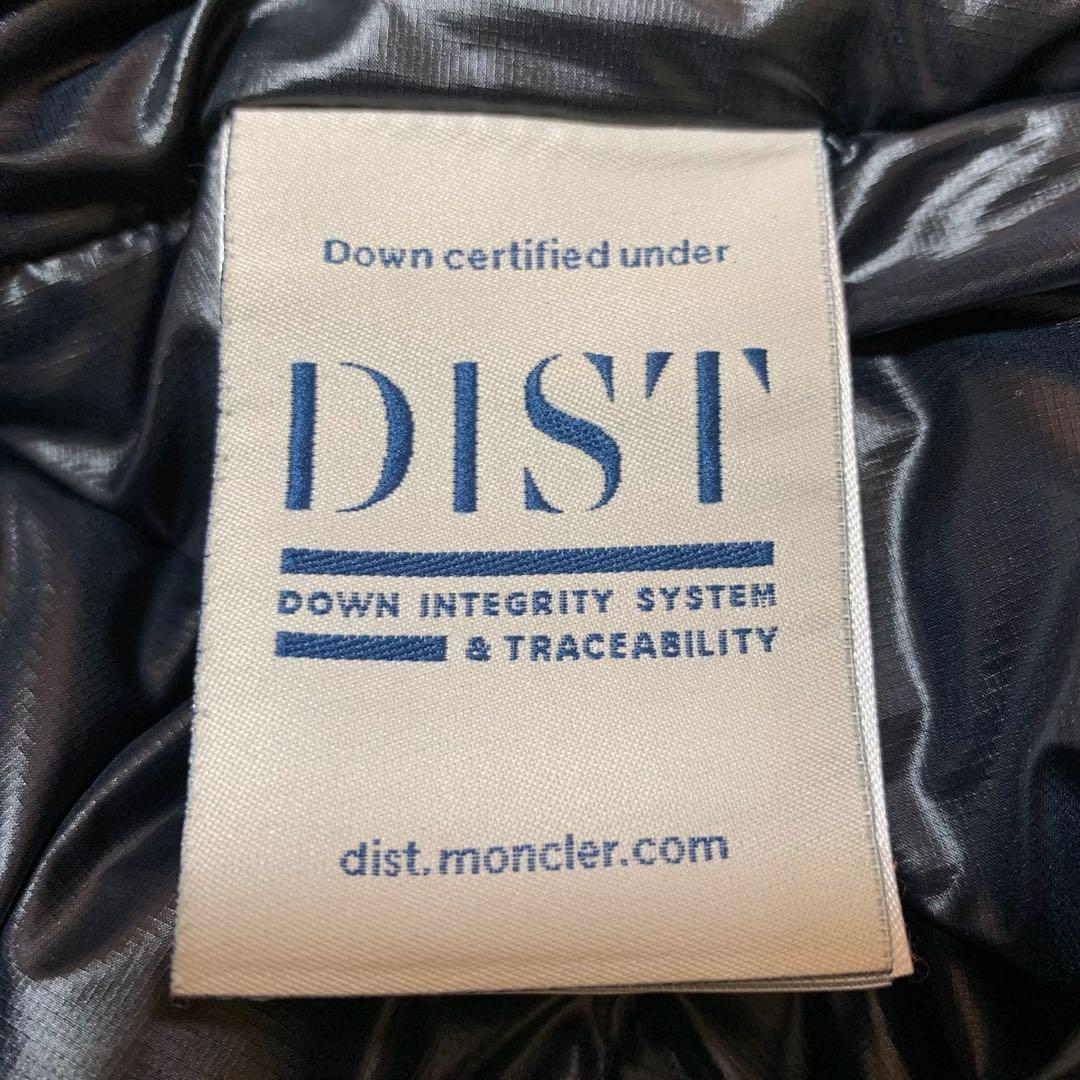 Down certified under
DIST
DOWN INTEGRITY SYSTEM
& TRACEABILITY
dist.moncler.com